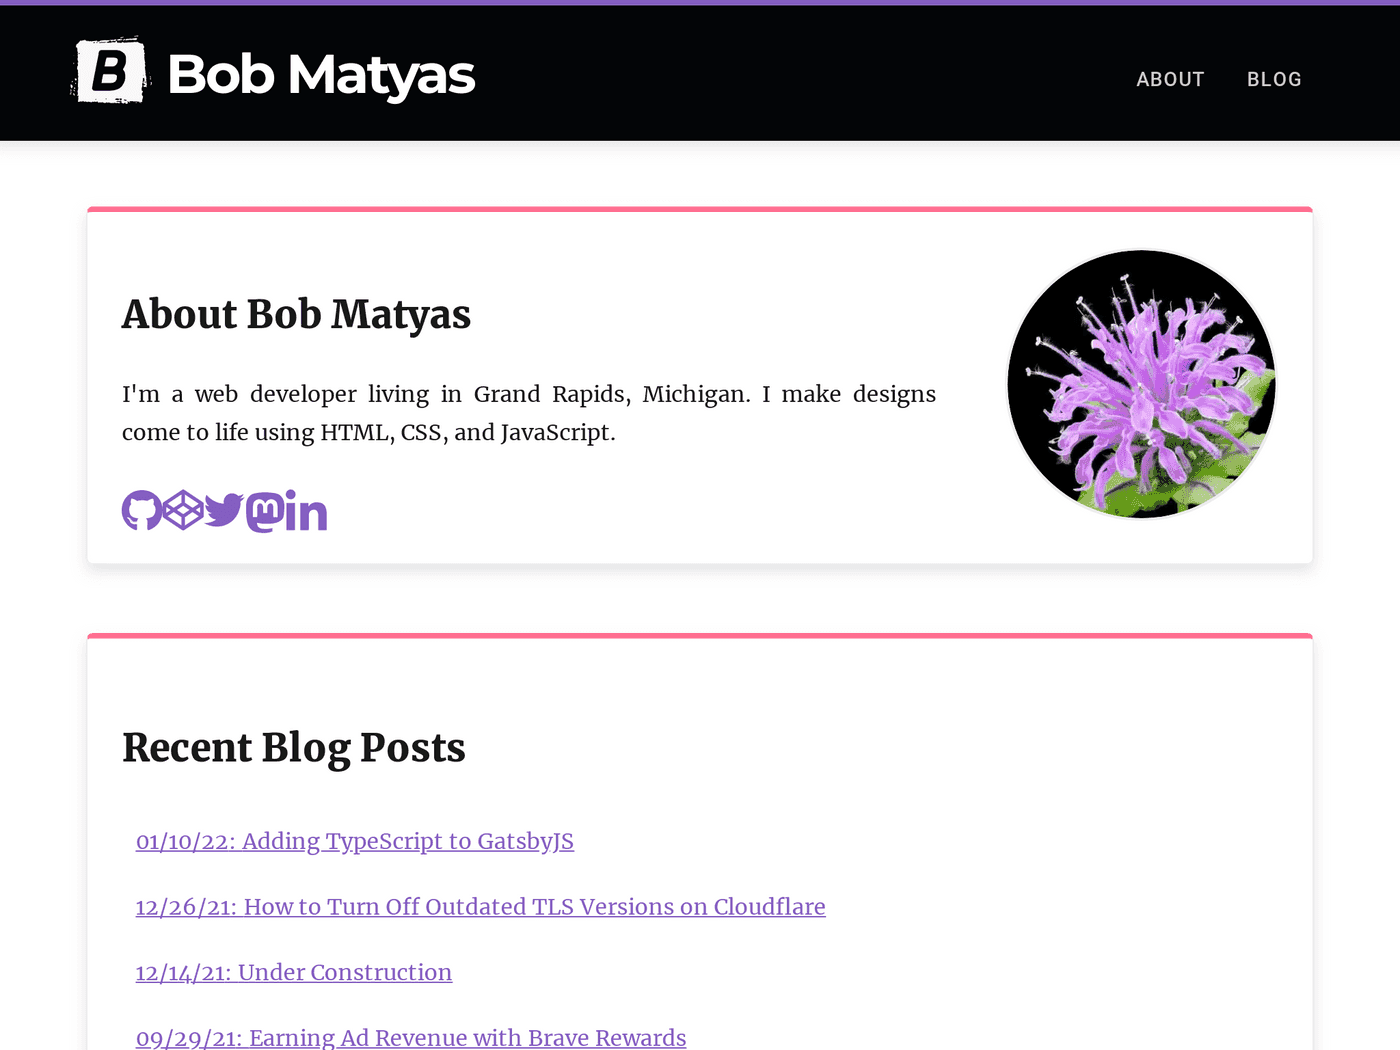 B Bob Matyas
ABOUT BLOG
About Bob Matyas
I'm a web developer living in Grand Rapids, Michigan. I make designs
come to life using HTML, CSS, and JavaScript.
Recent Blog Posts
01/10/22: Adding TypeScript to GatsbyJS
12/26/21: How to Turn Off Outdated TLS Versions on Cloudflare
12/14/21: Under Construction
09/29/21: Earning Ad Revenue with Brave Rewards